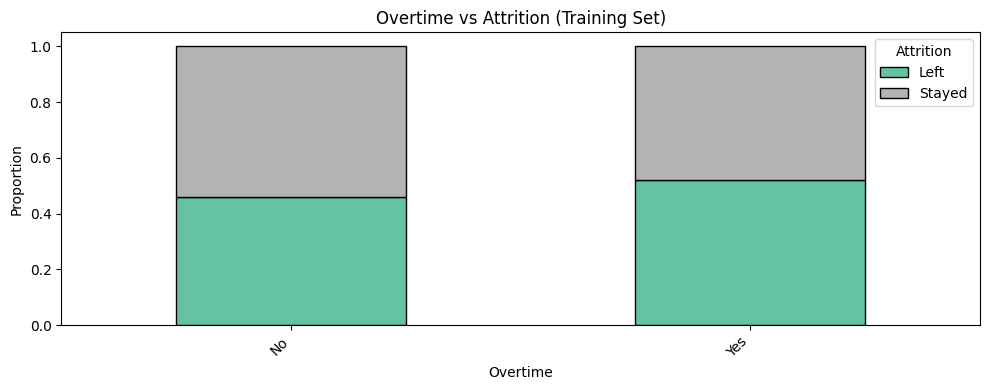 Overtime vs Attrition (Training Set)
Attrition
Left
Stayed
Proportion
1.0
0.8
0.6
0.4
0.2
0.0
No
Yes
Overtime